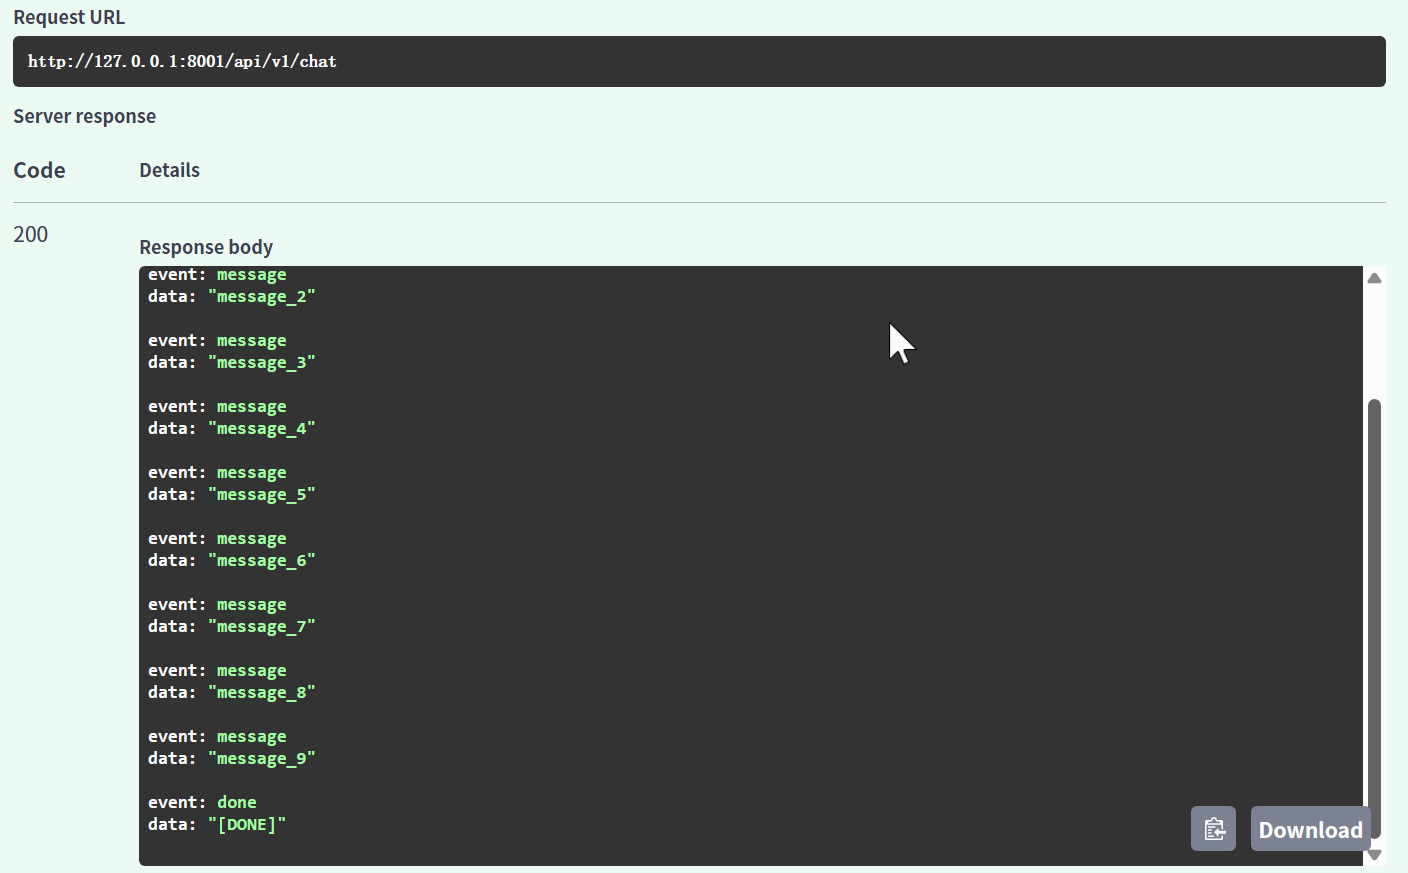 Request URL
http://127.0.0.1:8001/api/v1/chat
Server response
Code Details
200
Response body
event: message
data: "message_2"
event: message
data: "message_3"
event: message
data: "message_4"
event: message
data: "message_5"
event: message
data: "message_6"
event: message
data: "message_7"
event: message
data: "message_8"
event: message
data: "message_9"
event: done
data: "[DONE]"
Download